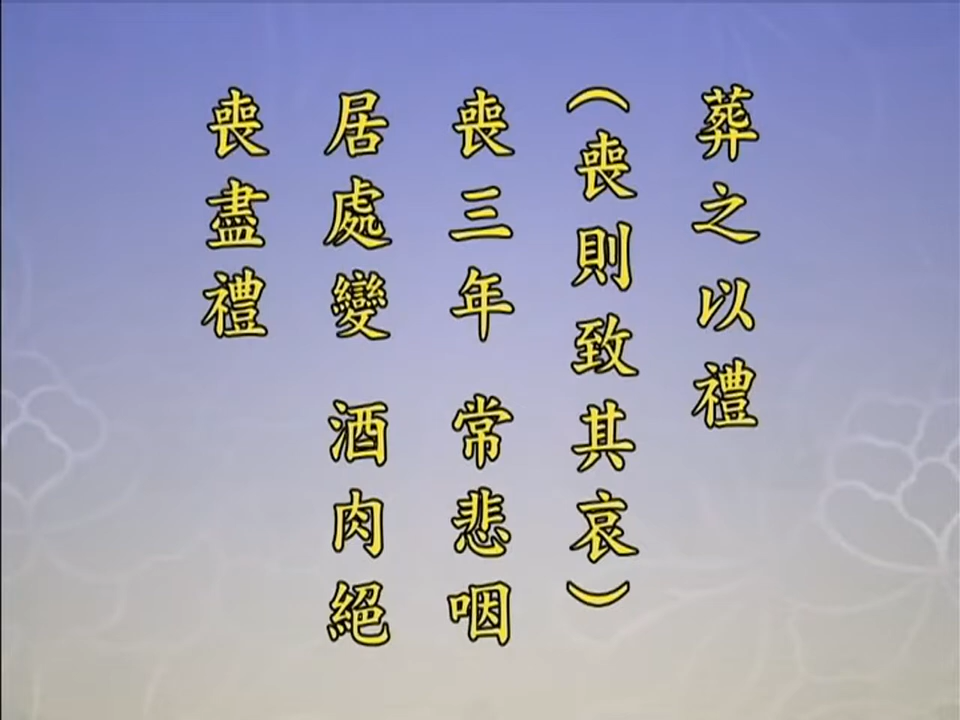 葬之以禮
(喪則致其哀)
喪三年 常悲咽
居處變 酒肉絕
喪盡禮